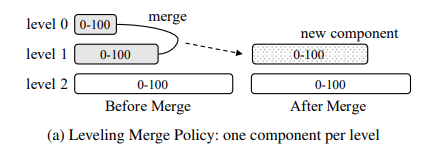 level 0 0-100 merge
new component
level 1 0-100 0-100
level 2 0-100 0-100
Before Merge After Merge
(a) Leveling Merge Policy: one component per level